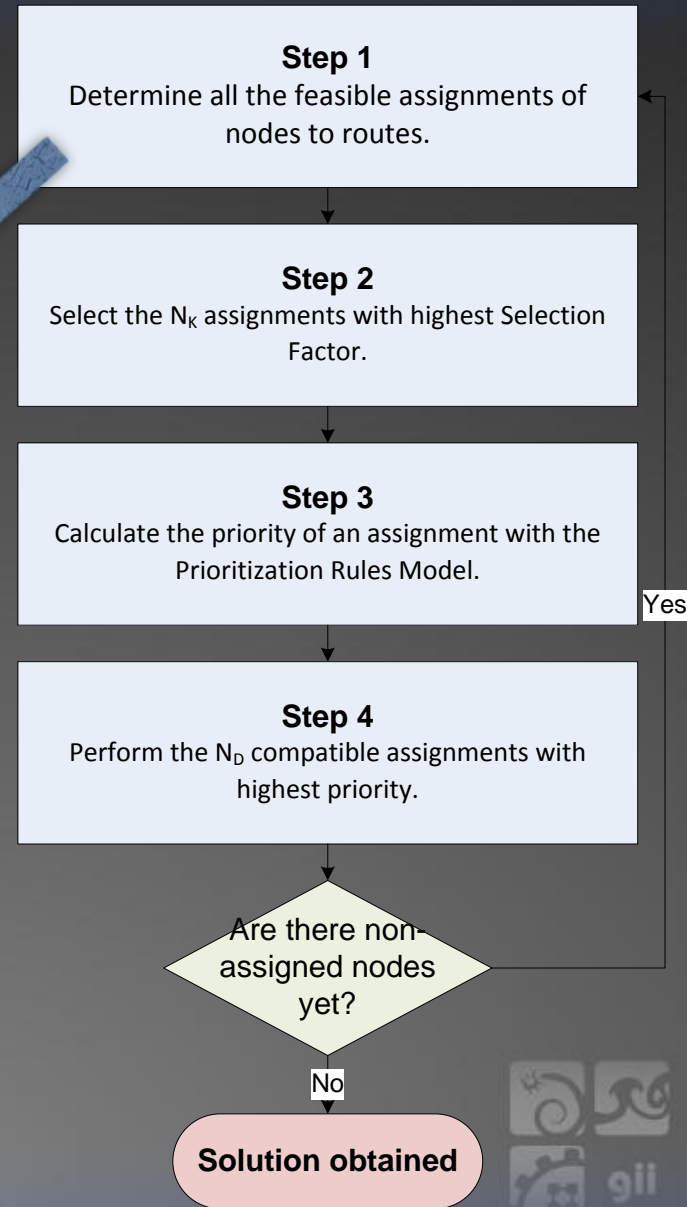 Step 1
Determine all the feasible assignments of
nodes to routes.
Step 2
Select the N_K assignments with highest Selection
Factor.
Step 3
Calculate the priority of an assignment with the
Prioritization Rules Model.
Yes
Step 4
Perform the N_D compatible assignments with
highest priority.
Are there non-
assigned nodes
yet?
No
Solution obtained
gii